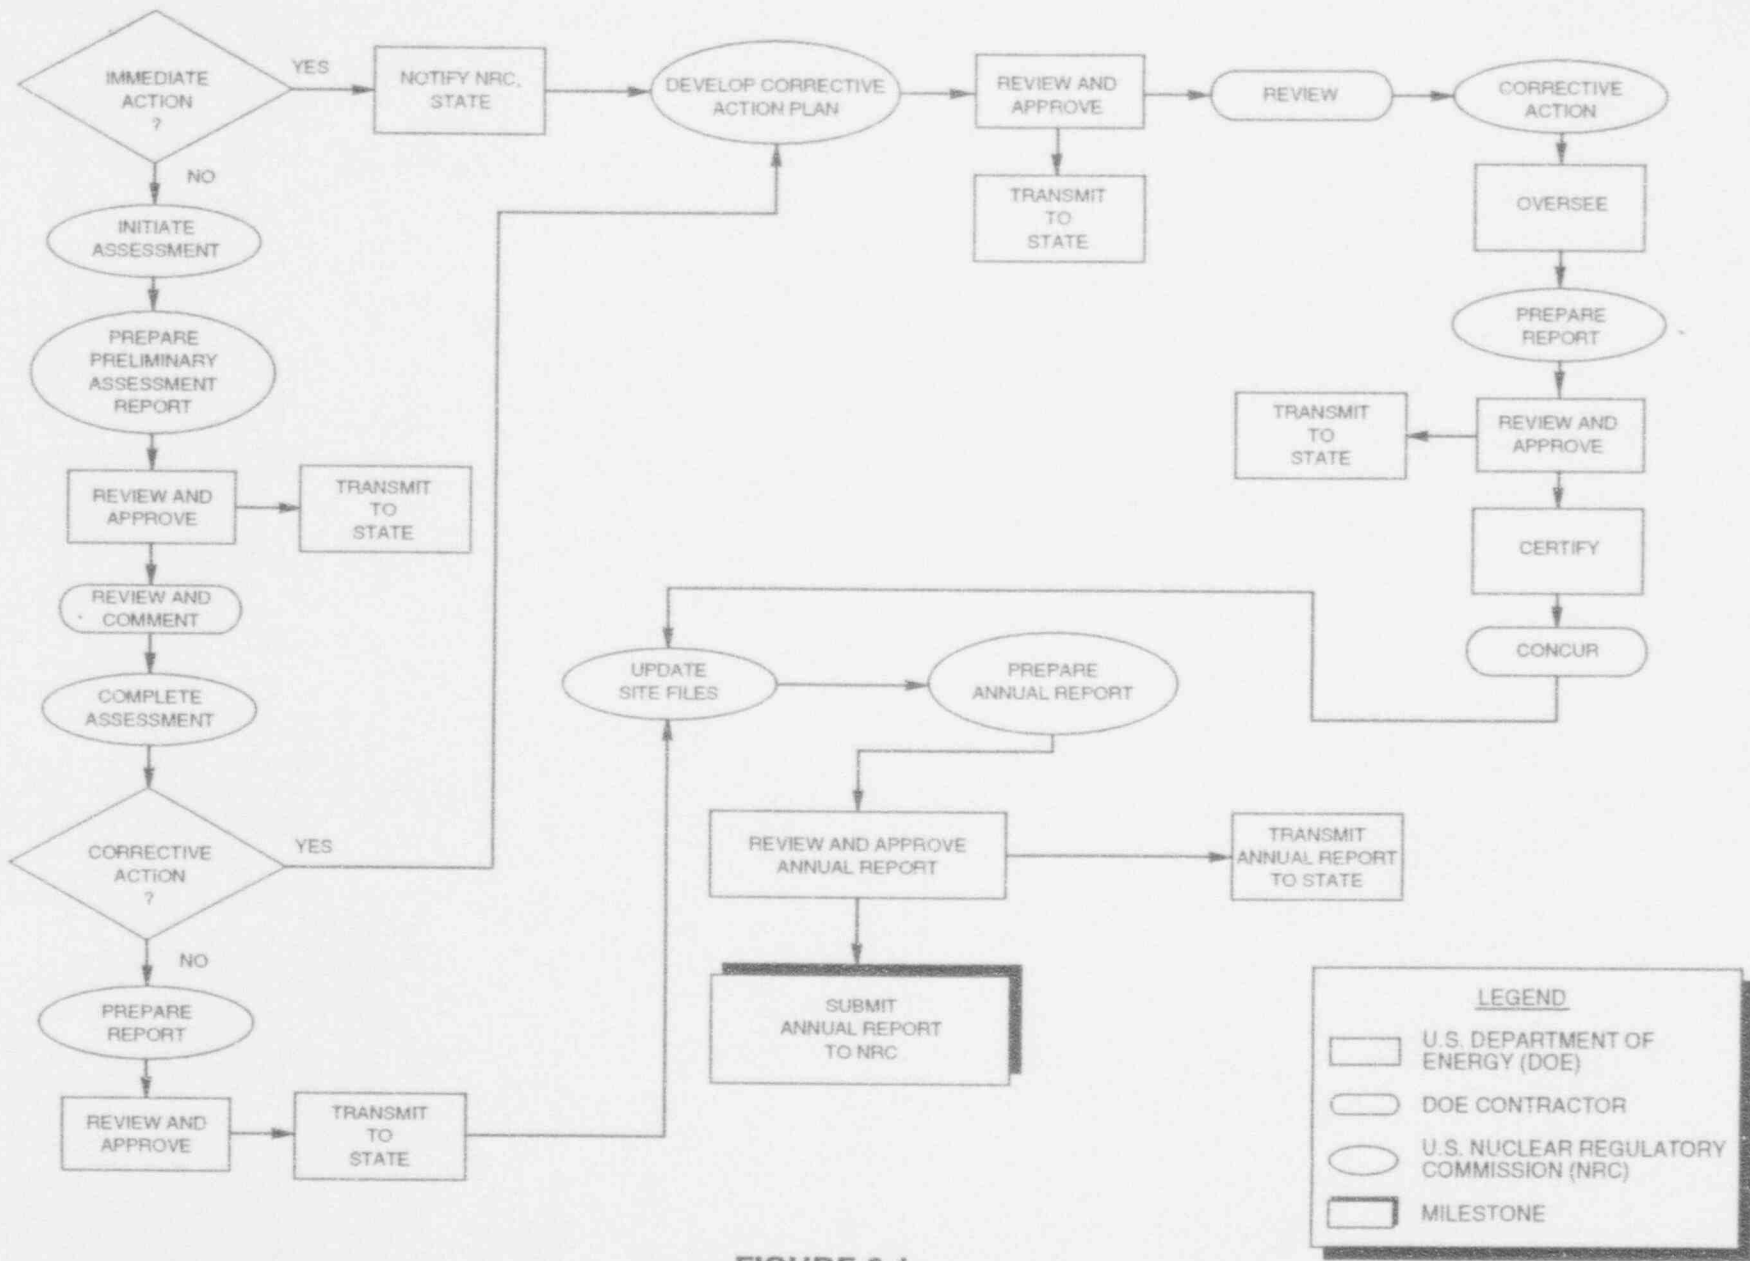 IMMEDIATE
ACTION
?
YES
NO
NOTIFY NRC,
STATE
DEVELOP CORRECTIVE
ACTION PLAN
REVIEW AND
APPROVE
TRANSMIT
TO
STATE
REVIEW
CORRECTIVE
ACTION
OVERSEE
PREPARE
REPORT
REVIEW AND
APPROVE
TRANSMIT
TO
STATE
CERTIFY
CONCUR
INITIATE
ASSESSMENT
PREPARE
PRELIMINARY
ASSESSMENT
REPORT
REVIEW AND
APPROVE
TRANSMIT
TO
STATE
REVIEW AND
COMMENT
COMPLETE
ASSESSMENT
CORRECTIVE
ACTION
?
YES
NO
PREPARE
REPORT
REVIEW AND
APPROVE
TRANSMIT
TO
STATE
UPDATE
SITE FILES
PREPARE
ANNUAL REPORT
REVIEW AND APPROVE
ANNUAL REPORT
TRANSMIT
ANNUAL REPORT
TO STATE
SUBMIT
ANNUAL REPORT
TO NRC
LEGEND
U.S. DEPARTMENT OF
ENERGY (DOE)
DOE CONTRACTOR
U.S. NUCLEAR REGULATORY
COMMISSION (NRC)
MILESTONE
FIGURE